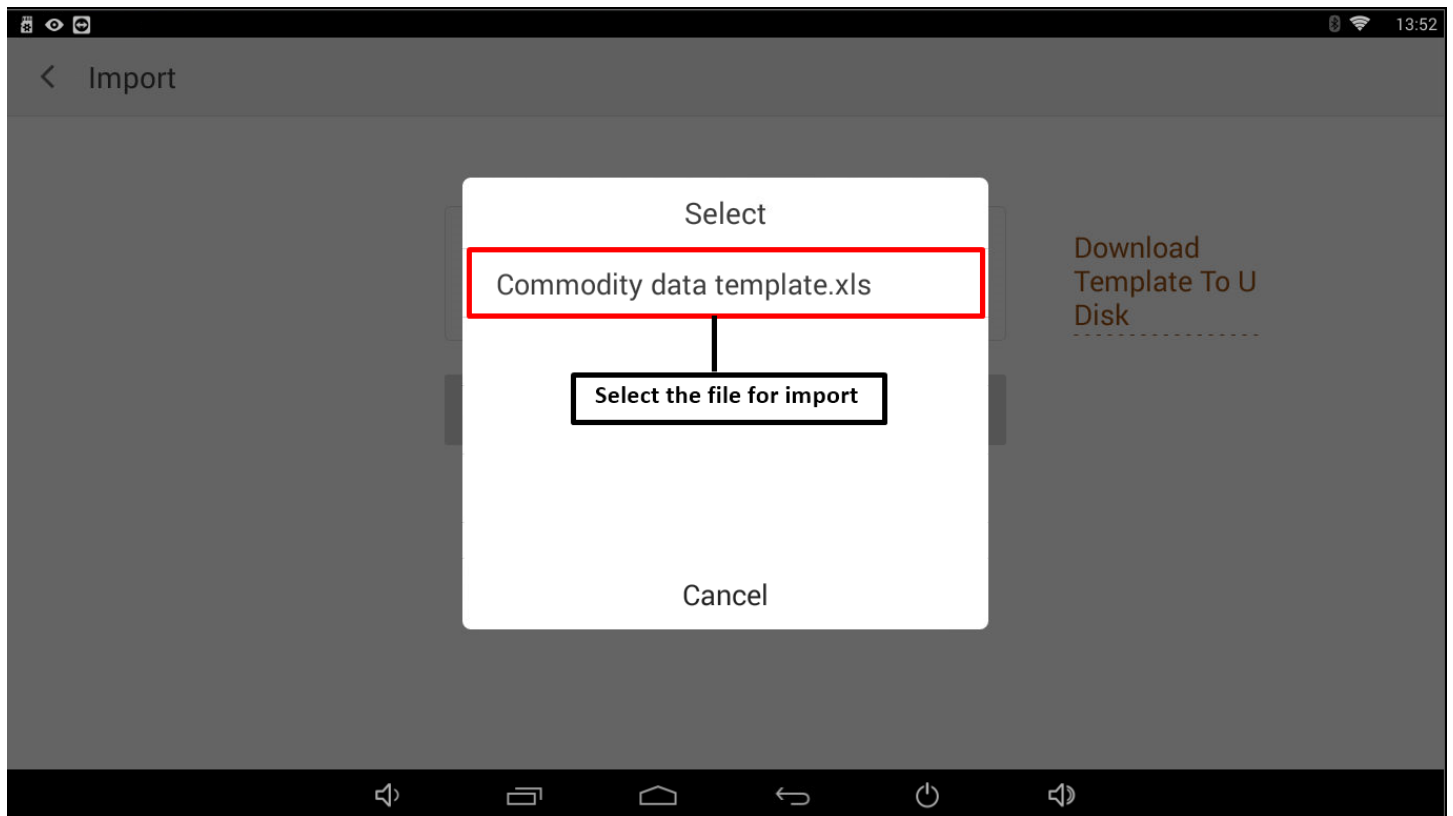 13:52
Import
Select
Commodity data template.xls
Download
Template To U
Disk
Select the file for import
Cancel